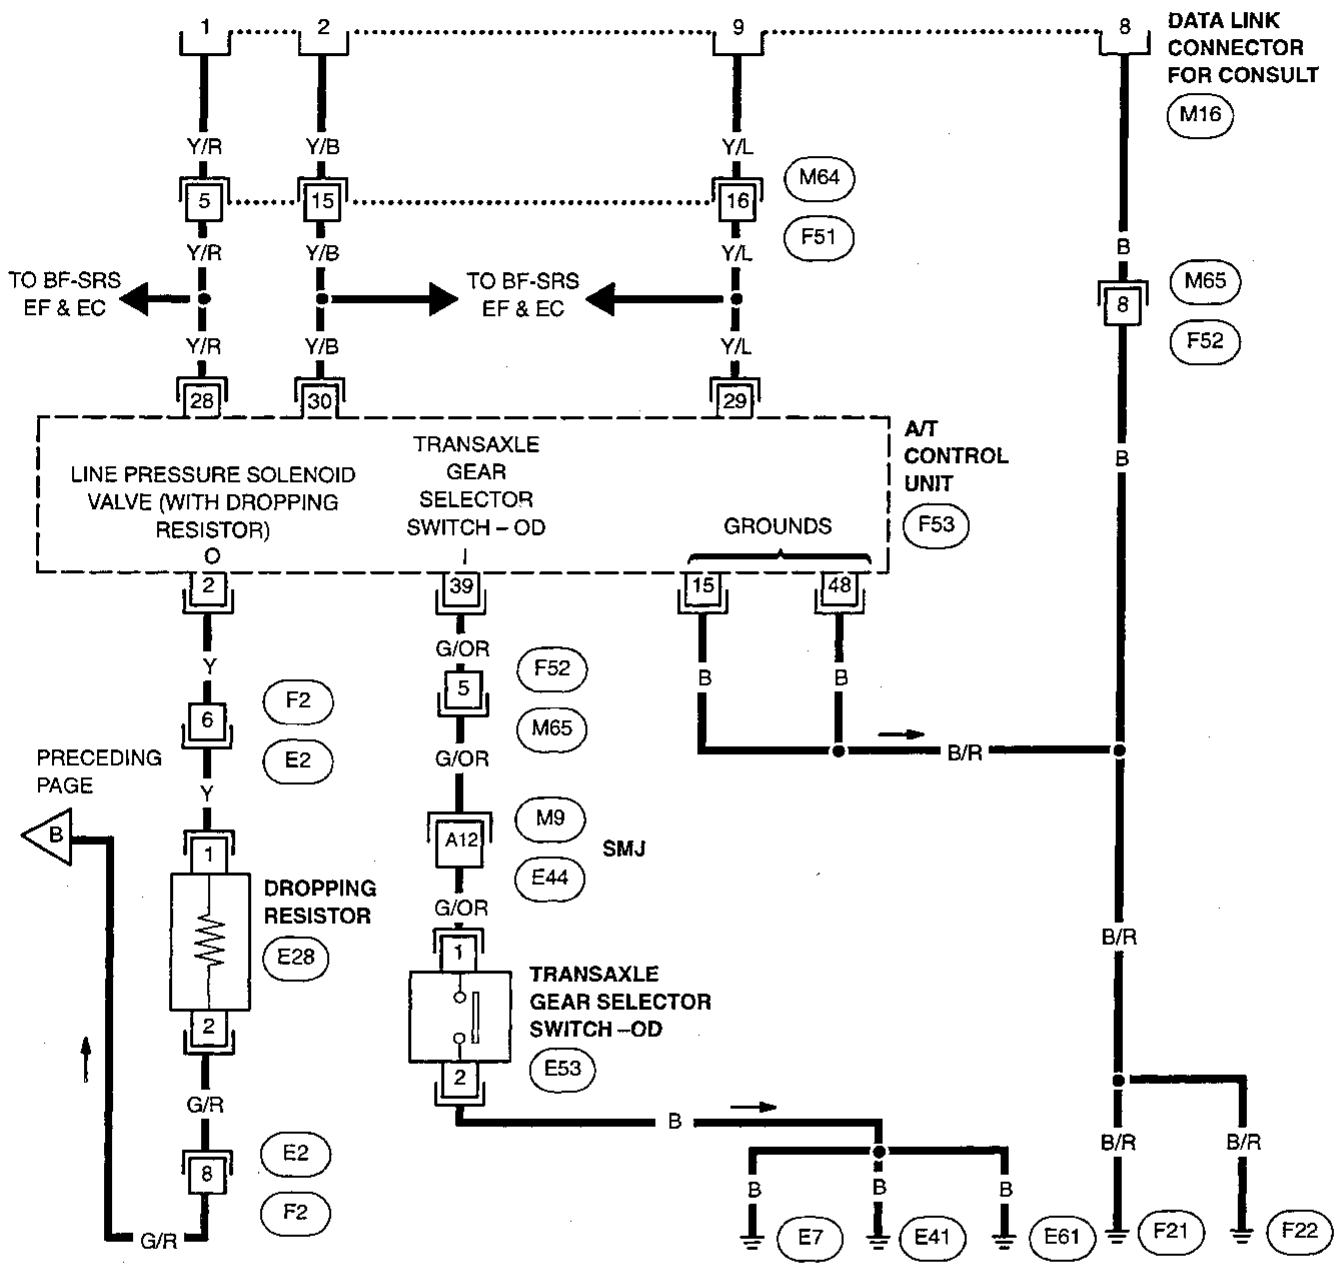 1 2 9 8
DATA LINK
CONNECTOR
FOR CONSULT
M16
Y/R Y/B Y/L
M64
5 15 16
F51
Y/R Y/B Y/L B
TO BF-SRS
EF & EC
TO BF-SRS
EF & EC
M65
8
F52
Y/R Y/B Y/L
28 30 29
A/T
CONTROL
UNIT
F53
B
LINE PRESSURE SOLENOID
VALVE (WITH DROPPING
RESISTOR)
O
TRANSAXLE
GEAR
SELECTOR
SWITCH – OD
I
GROUNDS
2 39 15 48
Y G/OR B B
F52
5
M65
F2
6
E2
G/OR
B/R
PRECEDING
PAGE
B
Y
M9
A12
SMJ
E44
1
DROPPING
RESISTOR
E28
2
G/OR
1
B/R
TRANSAXLE
GEAR SELECTOR
SWITCH –OD
E53
2
G/R
B
B/R B/R
E2
8
F2
G/R
B B B
E7 E41 E61 F21 F22